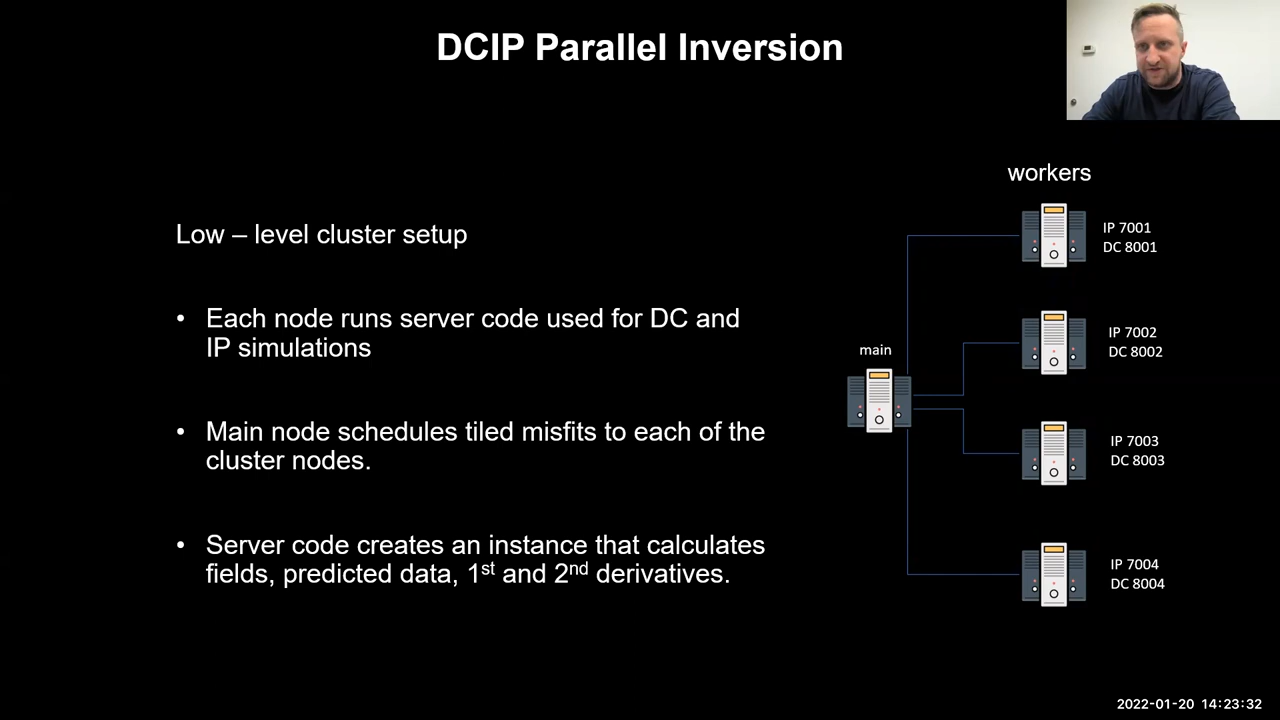 DCIP Parallel Inversion
workers
Low – level cluster setup
IP 7001
DC 8001
• Each node runs server code used for DC and
IP simulations
IP 7002
DC 8002
main
• Main node schedules tiled misfits to each of the
cluster nodes.
IP 7003
DC 8003
• Server code creates an instance that calculates
fields, predicted data, 1st and 2nd derivatives.
IP 7004
DC 8004
2022-01-20 14:23:32